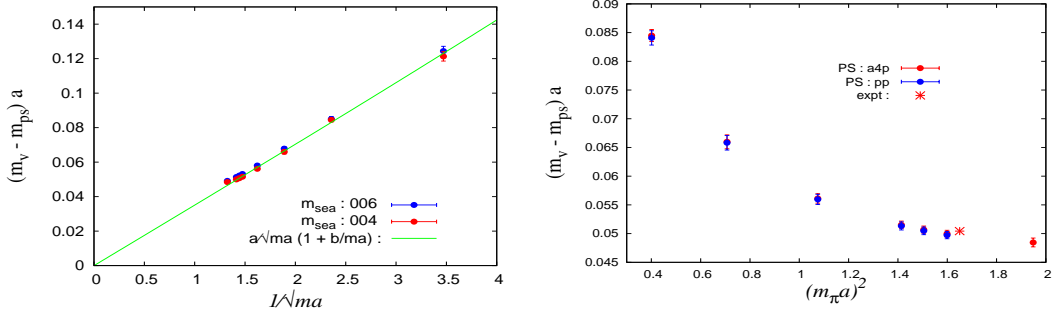 (m_v - m_ps) a
0.14
0.12
0.1
0.08
0.06
0.04
0.02
0
m_sea : 006
m_sea : 004
a/√ma (1 + b/ma) :
0 0.5 1 1.5 2 2.5 3 3.5 4
1/√ma
(m_v - m_ps) a
0.09
0.085
0.08
0.075
0.07
0.065
0.06
0.055
0.05
0.045
PS : a4p
PS : pp
expt :
0.4 0.6 0.8 1 1.2 1.4 1.6 1.8 2
(m_π a)^2